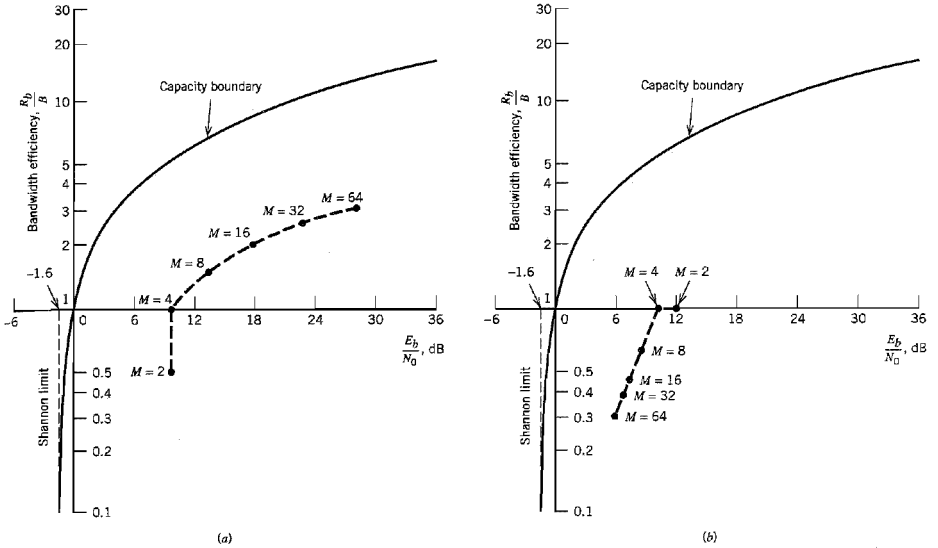 30
20
10
5
4
3
2
1
0.5
0.4
0.3
0.2
0.1
Bandwidth efficiency, R_b/B
Capacity boundary
M = 64
M = 32
M = 16
M = 8
M = 4
M = 2
−1.6
Shannon limit
−6 0 6 12 18 24 30 36
E_b/N_0, dB
(a)
30
20
10
5
4
3
2
1
0.5
0.4
0.3
0.2
0.1
Bandwidth efficiency, R_b/B
Capacity boundary
−1.6
M = 4
M = 2
M = 8
M = 16
M = 32
M = 64
Shannon limit
−6 0 6 12 18 24 30 36
E_b/N_0, dB
(b)